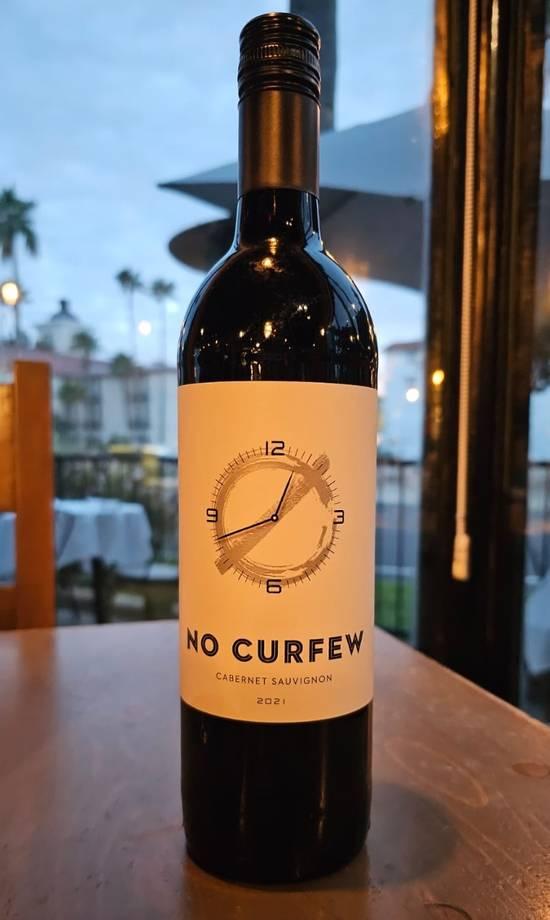 12
9 3
6
NO CURFEW
CABERNET SAUVIGNON
2021